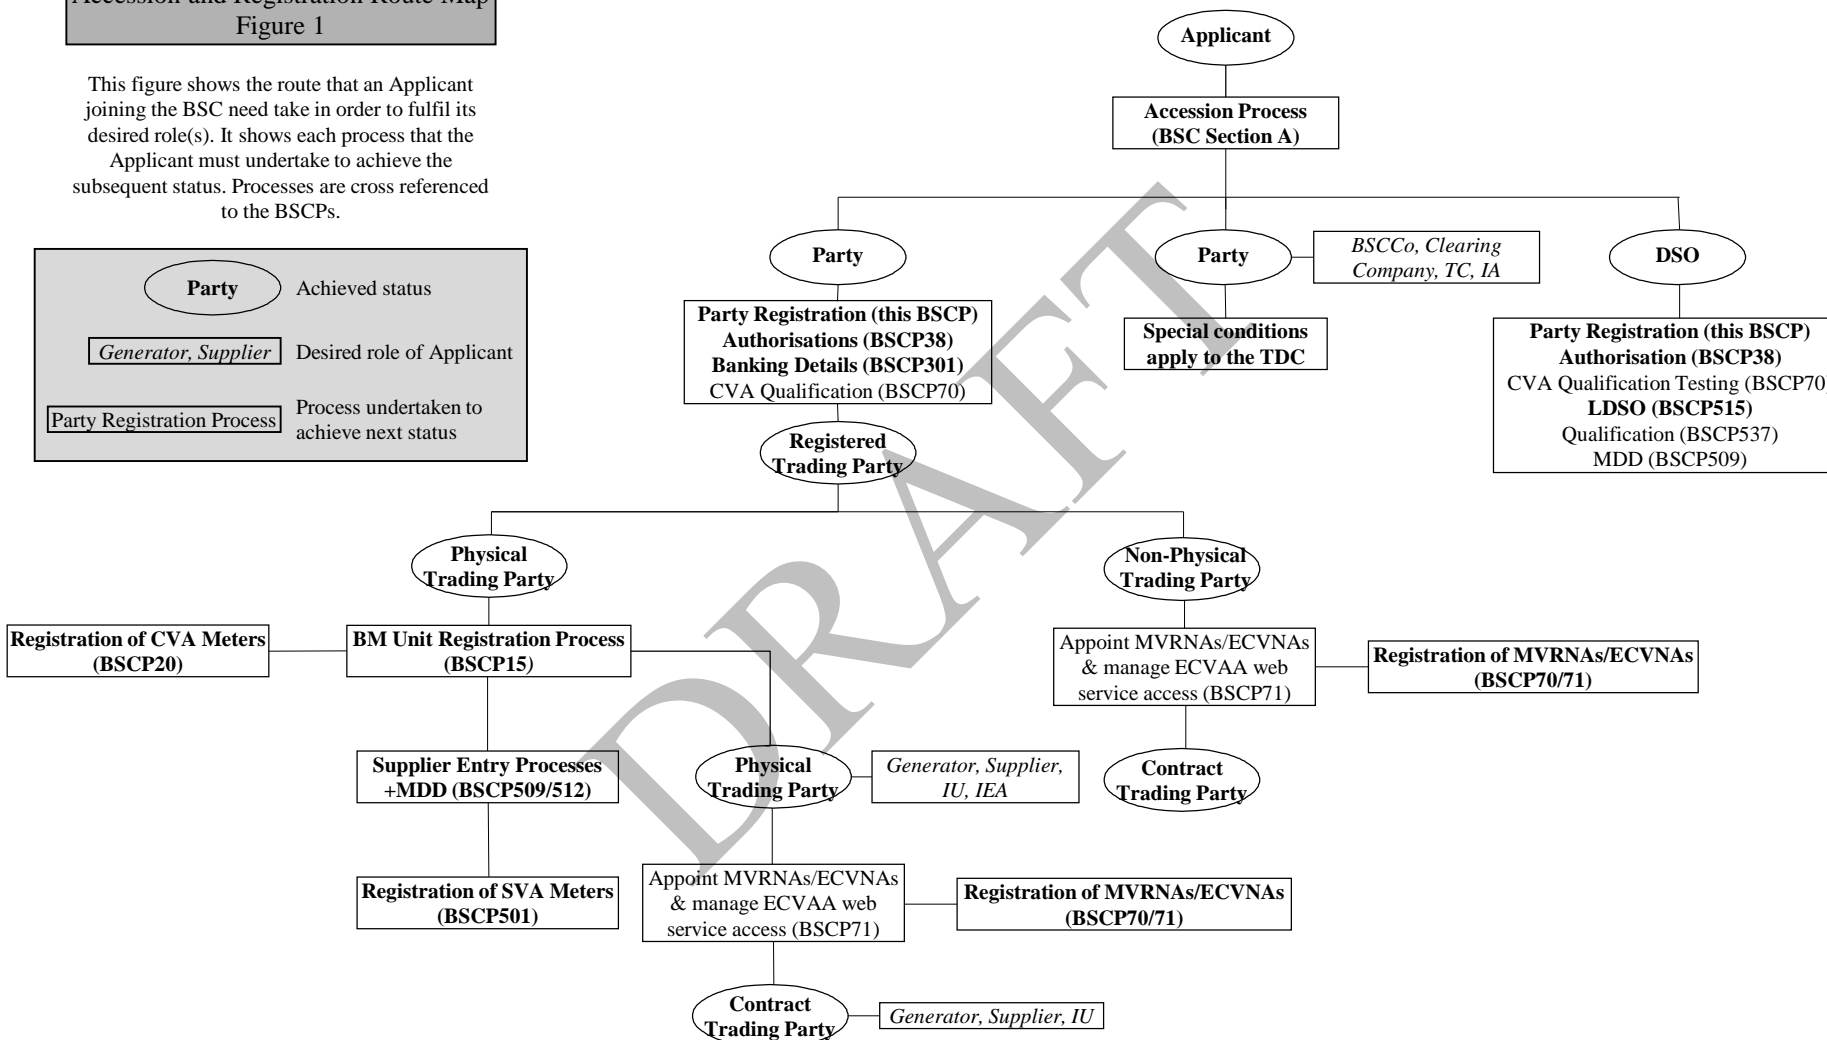 Accession and Registration Route Map
Figure 1
This figure shows the route that an Applicant
joining the BSC need take in order to fulfil its
desired role(s). It shows each process that the
Applicant must undertake to achieve the
subsequent status. Processes are cross referenced
to the BSCPs.
Party
Achieved status
Generator, Supplier
Desired role of Applicant
Party Registration Process
Process undertaken to
achieve next status
Applicant
Accession Process
(BSC Section A)
Party
Party
BSCCo, Clearing
Company, TC, IA
DSO
Party Registration (this BSCP)
Authorisations (BSCP38)
Banking Details (BSCP301)
CVA Qualification (BSCP70)
Special conditions
apply to the TDC
Party Registration (this BSCP)
Authorisation (BSCP38)
CVA Qualification Testing (BSCP70)
LDSO (BSCP515)
Qualification (BSCP537)
MDD (BSCP509)
Registered
Trading Party
Physical
Trading Party
Non-Physical
Trading Party
Registration of CVA Meters
(BSCP20)
BM Unit Registration Process
(BSCP15)
Appoint MVRNAs/ECVNAs
& manage ECVAA web
service access (BSCP71)
Registration of MVRNAs/ECVNAs
(BSCP70/71)
Supplier Entry Processes
+MDD (BSCP509/512)
Physical
Trading Party
Generator, Supplier,
IU, IEA
Contract
Trading Party
Registration of SVA Meters
(BSCP501)
Appoint MVRNAs/ECVNAs
& manage ECVAA web
service access (BSCP71)
Registration of MVRNAs/ECVNAs
(BSCP70/71)
Contract
Trading Party
Generator, Supplier, IU
DRAFT